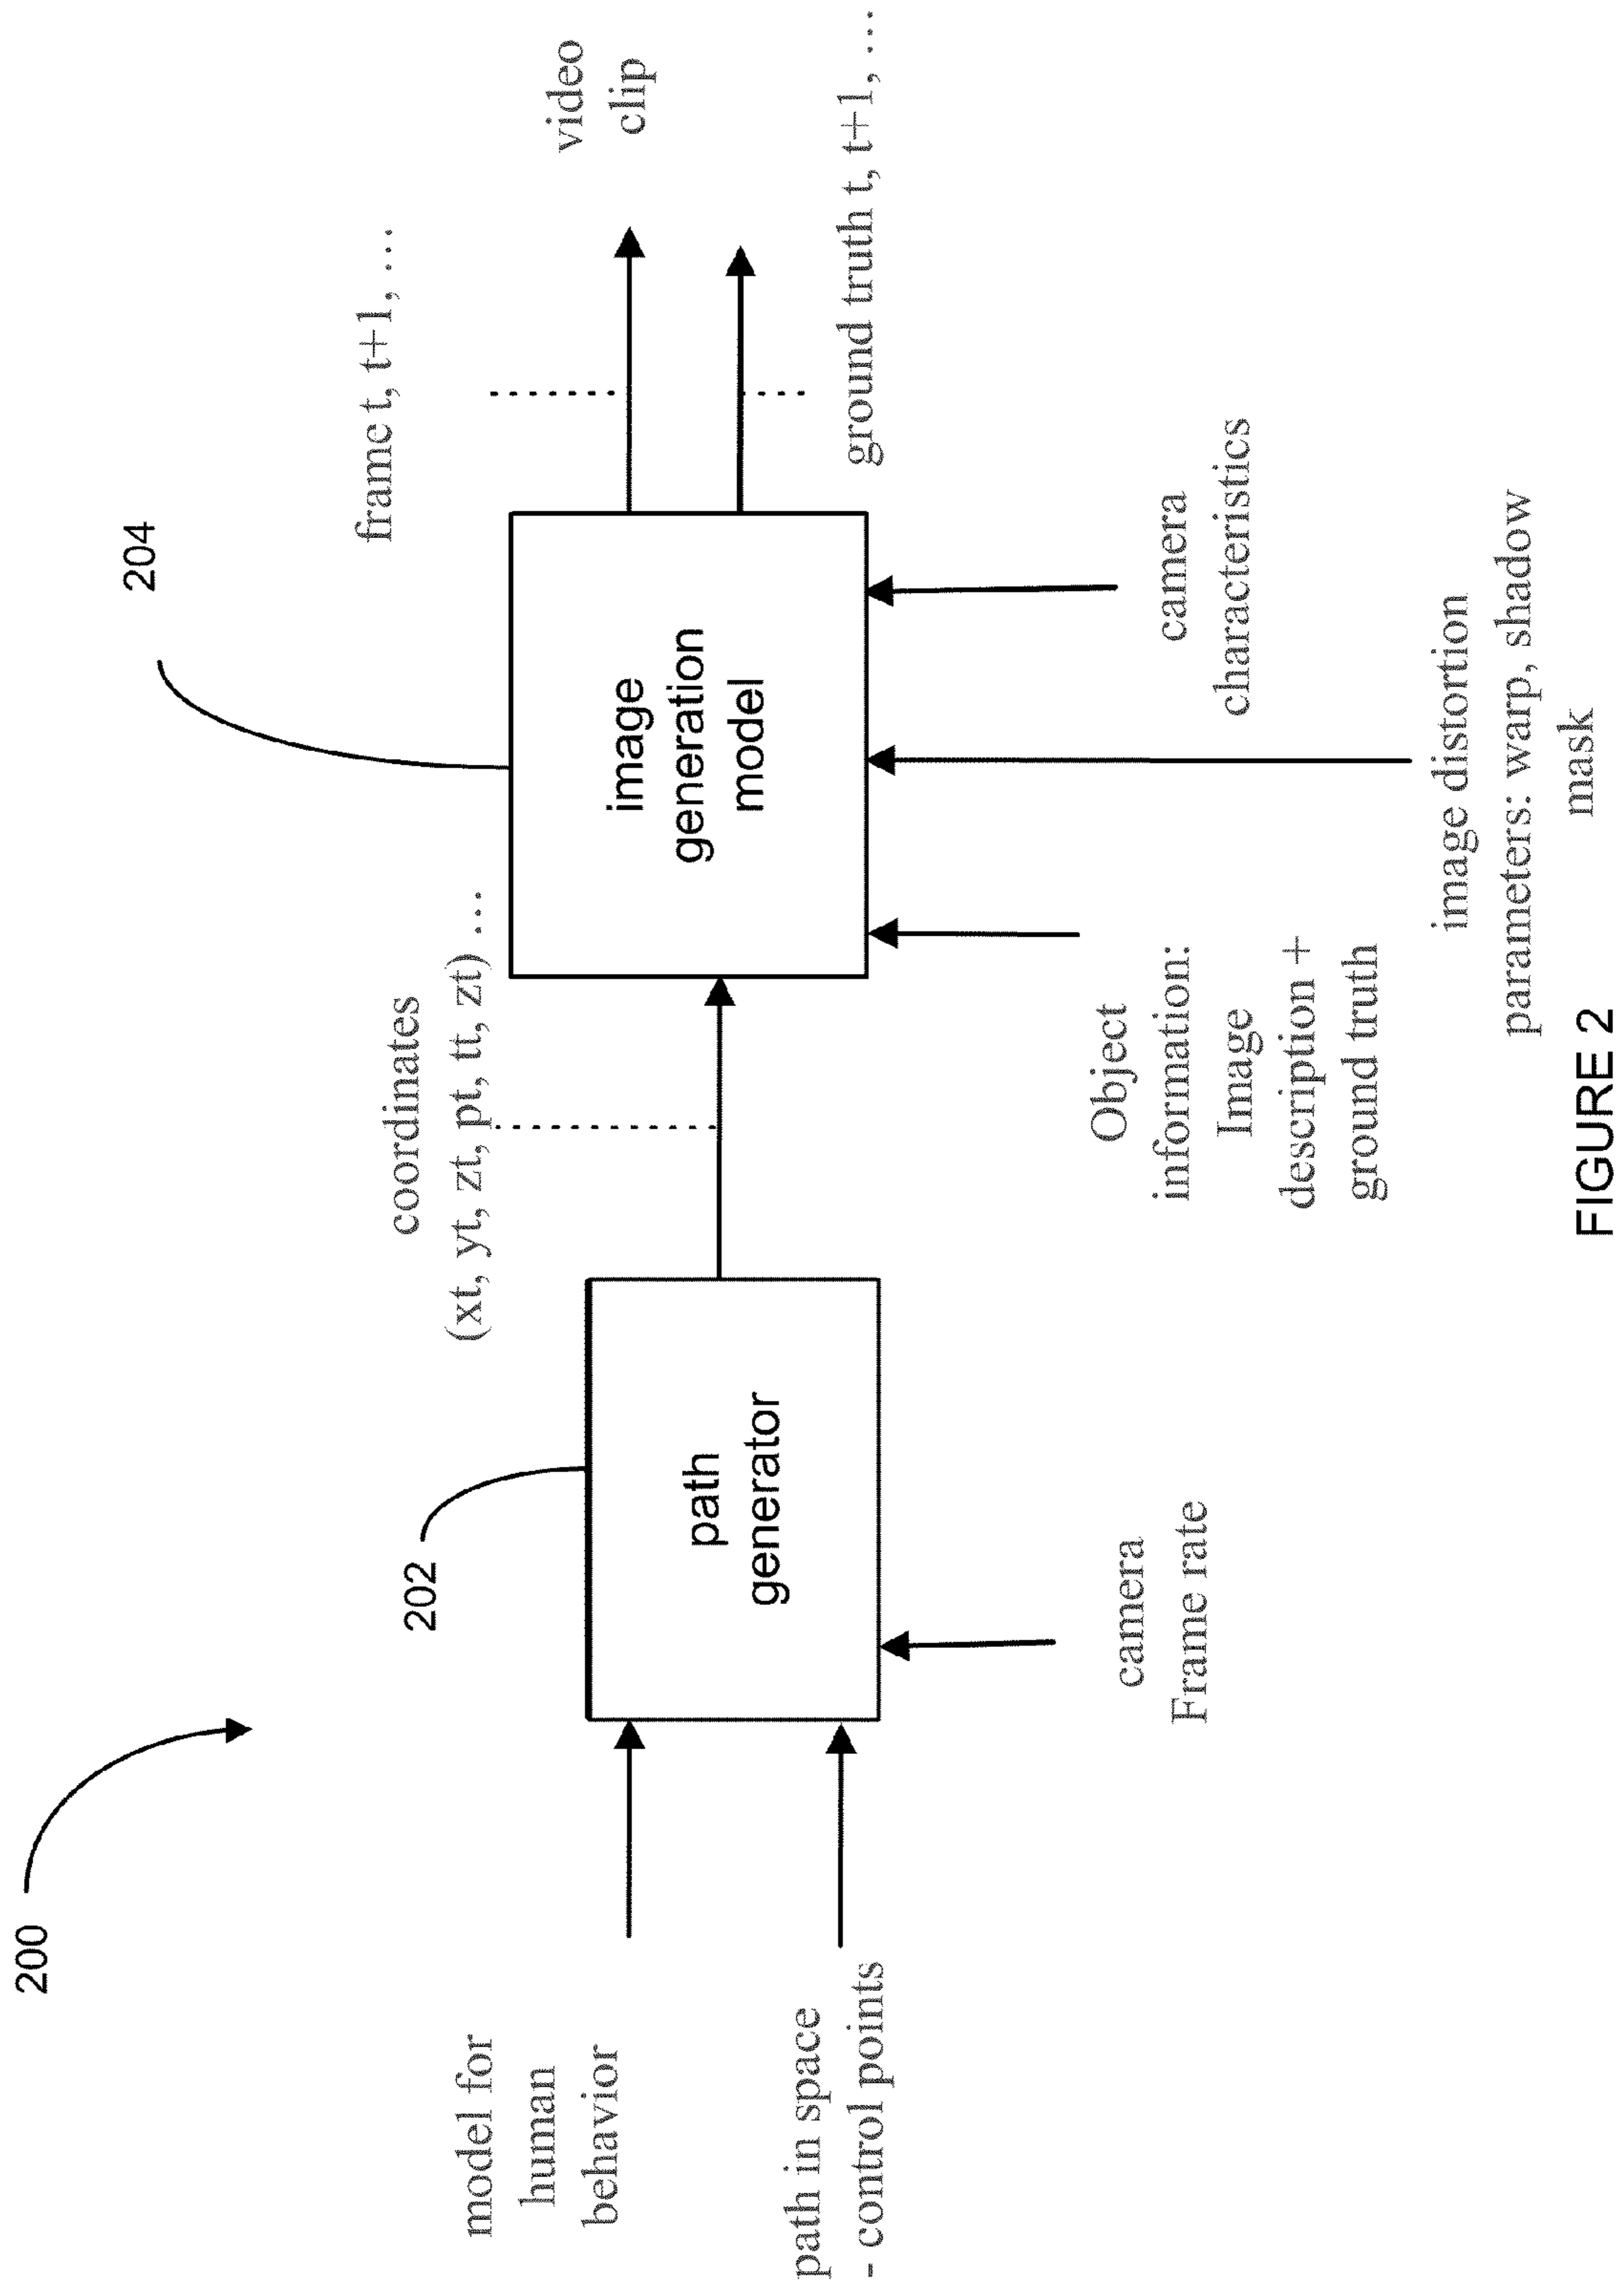 200
204
202
model for
human
behavior
path in space
- control points
path
generator
camera
Frame rate
coordinates
(xt, yt, zt, pt, tt, zt) ...
image
generation
model
Object
information:
Image
description +
ground truth
image distortion
parameters: warp, shadow
mask
camera
characteristics
frame t, t+1, ...
video
clip
ground truth t, t+1, ...
FIGURE 2